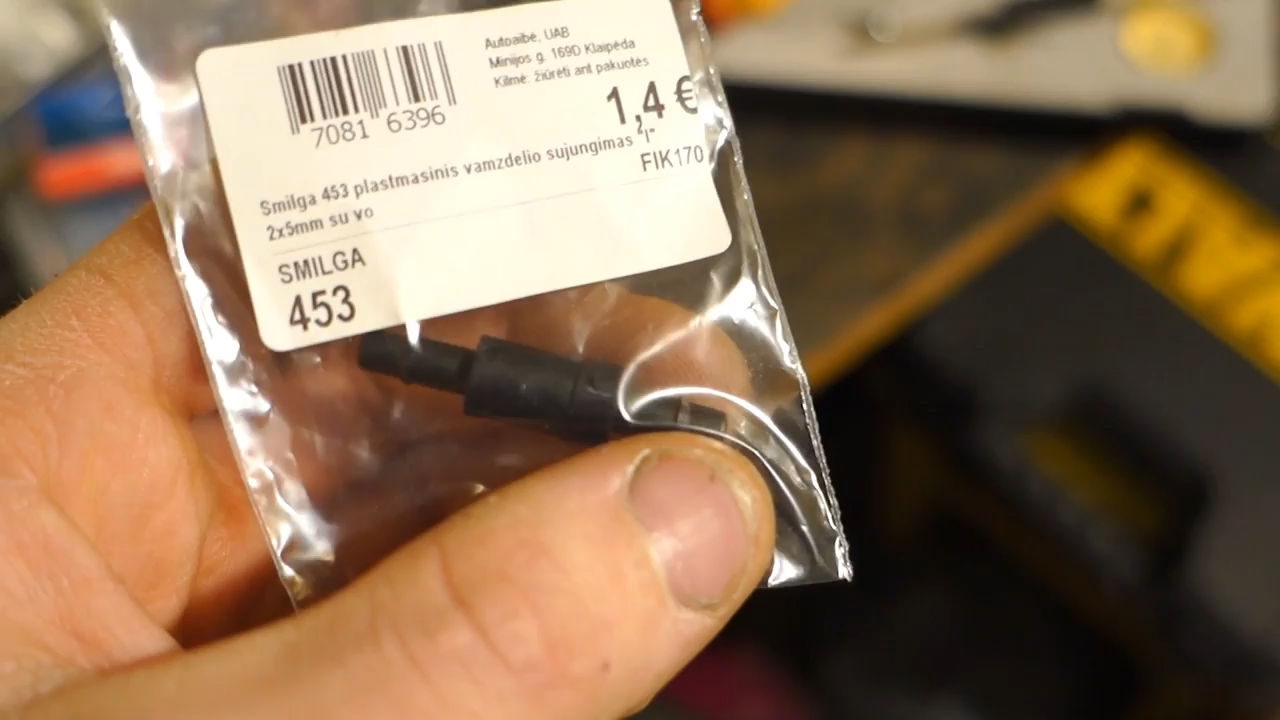 Autoaibė, UAB
Minijos g. 169D Klaipėda
Kilmė: žiūrėti ant pakuotės
7081 6396
1,4 €
Smilga 453 plastmasinis vamzdelio sujungimas "I"
2x5mm su vo
FIK170
SMILGA
453